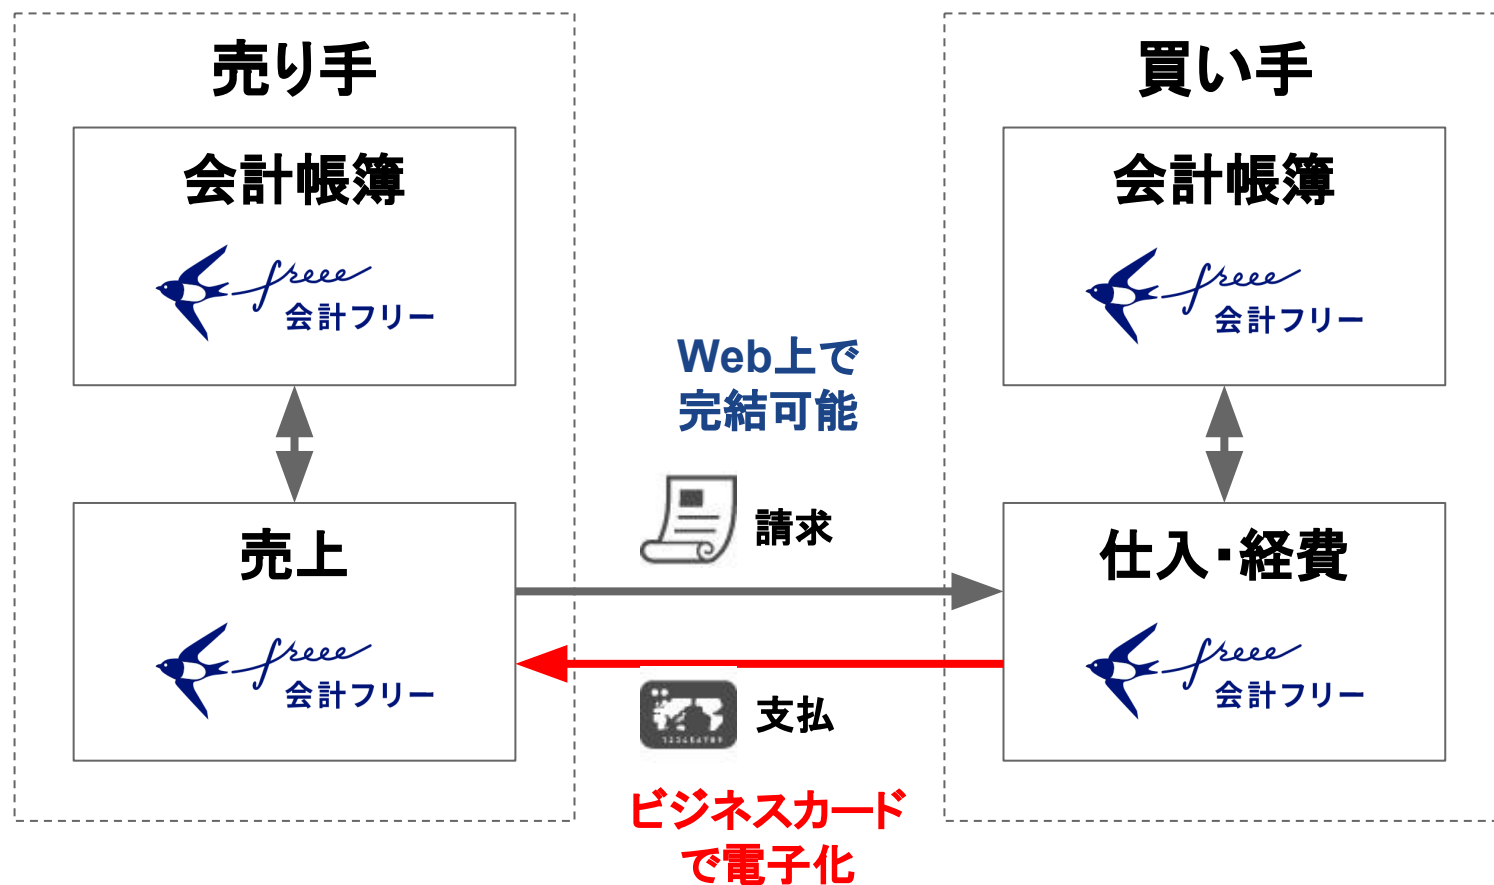 売り手
会計帳簿
freee
会計フリー
売上
freee
会計フリー
Web上で
完結可能
請求
支払
ビジネスカード
で電子化
買い手
会計帳簿
freee
会計フリー
仕入・経費
freee
会計フリー